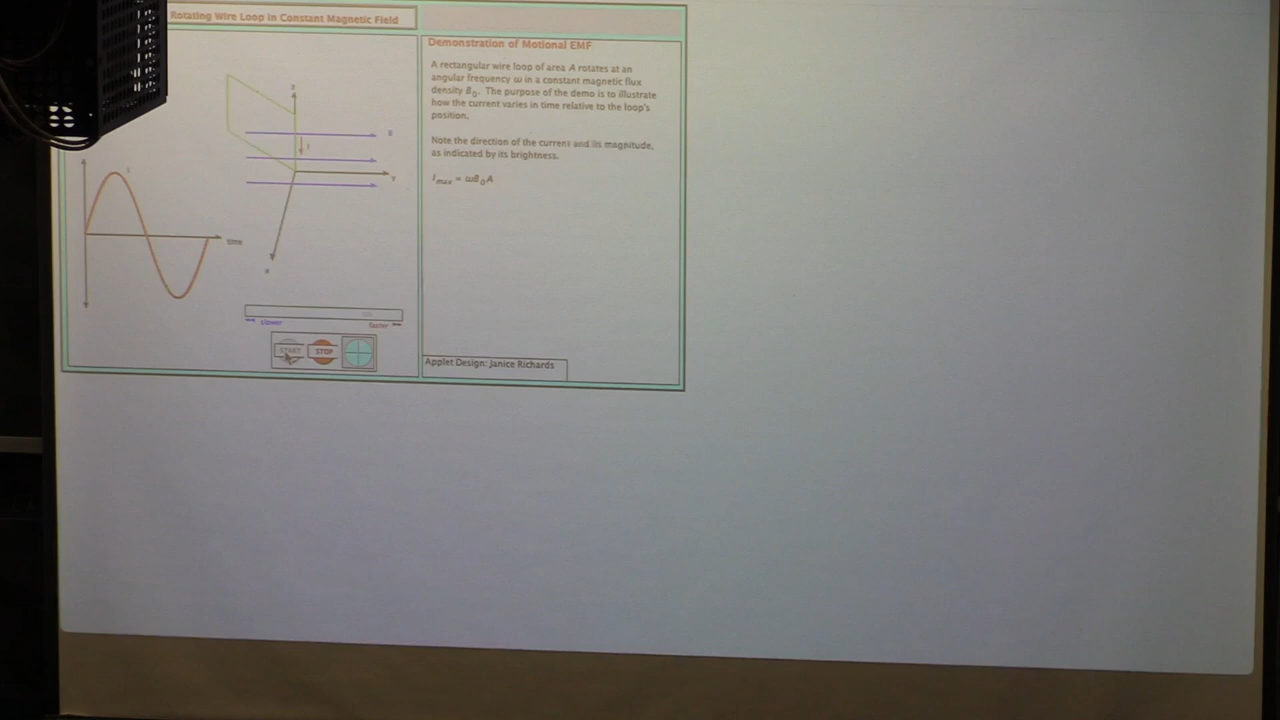 Rotating Wire Loop in Constant Magnetic Field
Demonstration of Motional EMF
A rectangular wire loop of area A rotates at an
angular frequency ω in a constant magnetic flux
density B₀. The purpose of the demo is to illustrate
how the current varies in time relative to the loop's
position.
Note the direction of the current and its magnitude,
as indicated by its brightness.
Imax = ωB₀A
z
B
I
Y
x
I
time
slower
faster
START
STOP
Applet Design: Janice Richards